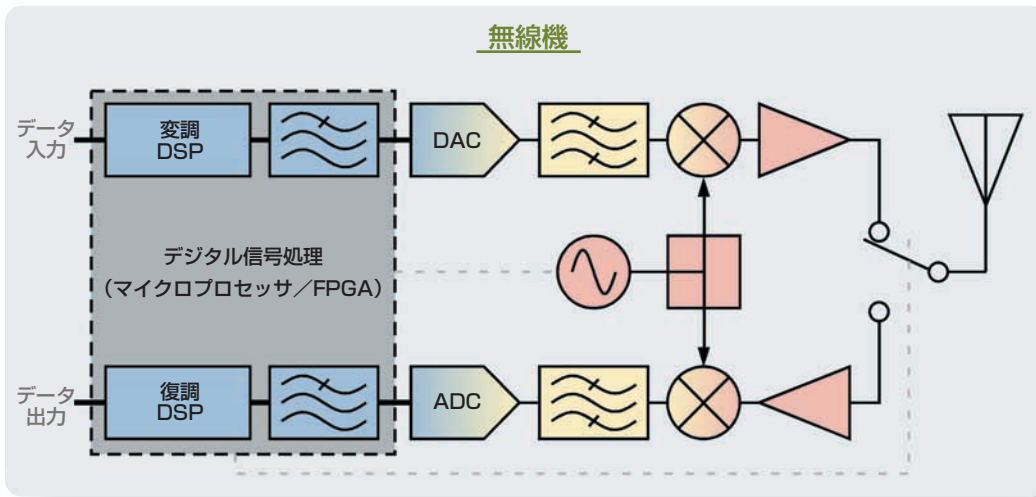 無線機
データ
入力
変調
DSP
DAC
デジタル信号処理
（マイクロプロセッサ／FPGA）
データ
出力
復調
DSP
ADC